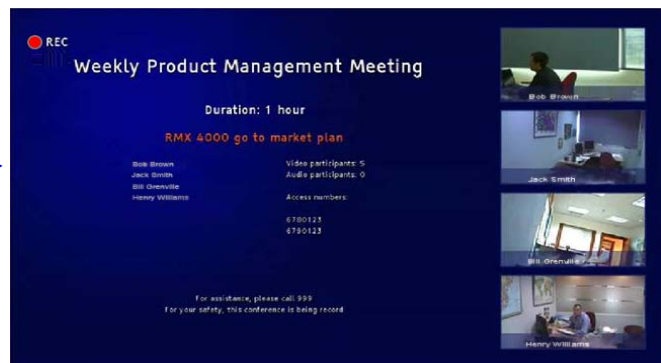 REC
Weekly Product Management Meeting
Duration: 1 hour
RMX 4000 go to market plan
Bob Brown
Jack Smith
Bill Grenville
Henry Williams
Video participants: 5
Audio participants: 0
Access numbers:
6780123
6790123
For assistance, please call 999
For your safety, this conference is being record
Bob Brown
Jack Smith
Bill Grenville
Henry Williams